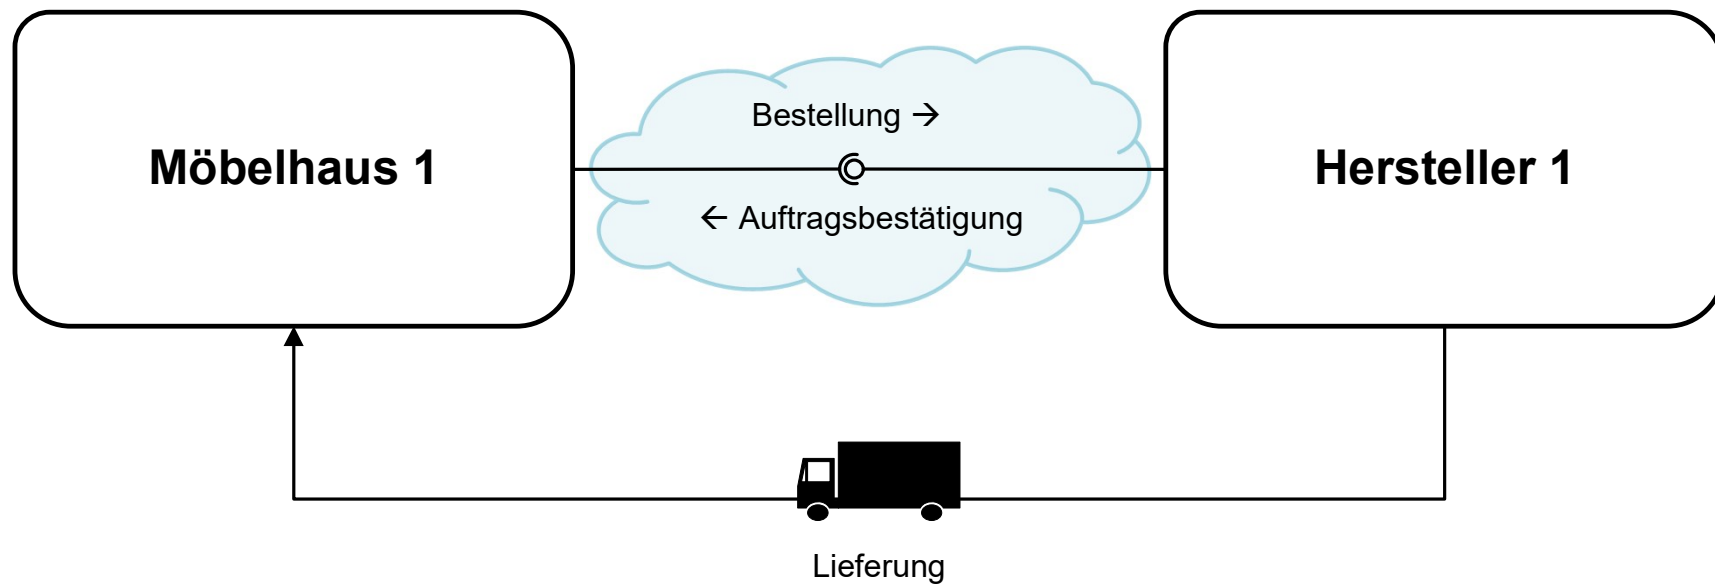 Bestellung →
Möbelhaus 1
Hersteller 1
← Auftragsbestätigung
Lieferung